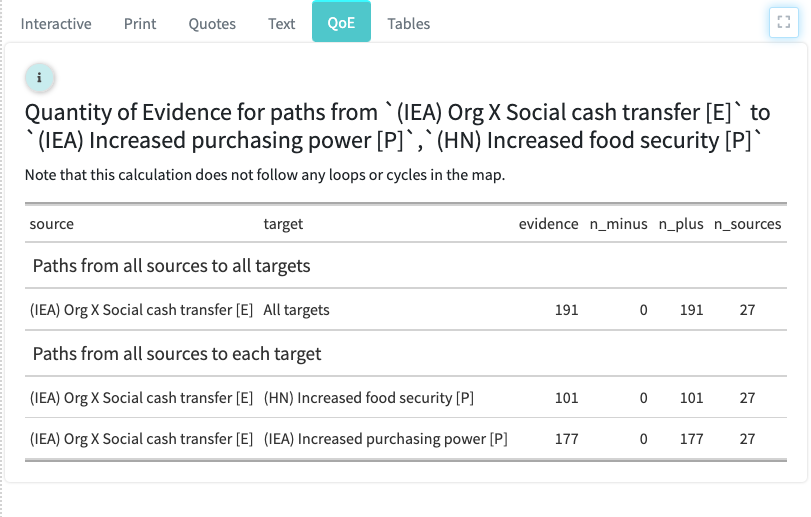 Interactive Print Quotes Text QoE Tables
i
Quantity of Evidence for paths from `(IEA) Org X Social cash transfer [E]` to
`(IEA) Increased purchasing power [P]`,`(HN) Increased food security [P]`
Note that this calculation does not follow any loops or cycles in the map.
source target evidence n_minus n_plus n_sources
Paths from all sources to all targets
(IEA) Org X Social cash transfer [E] All targets 191 0 191 27
Paths from all sources to each target
(IEA) Org X Social cash transfer [E] (HN) Increased food security [P] 101 0 101 27
(IEA) Org X Social cash transfer [E] (IEA) Increased purchasing power [P] 177 0 177 27